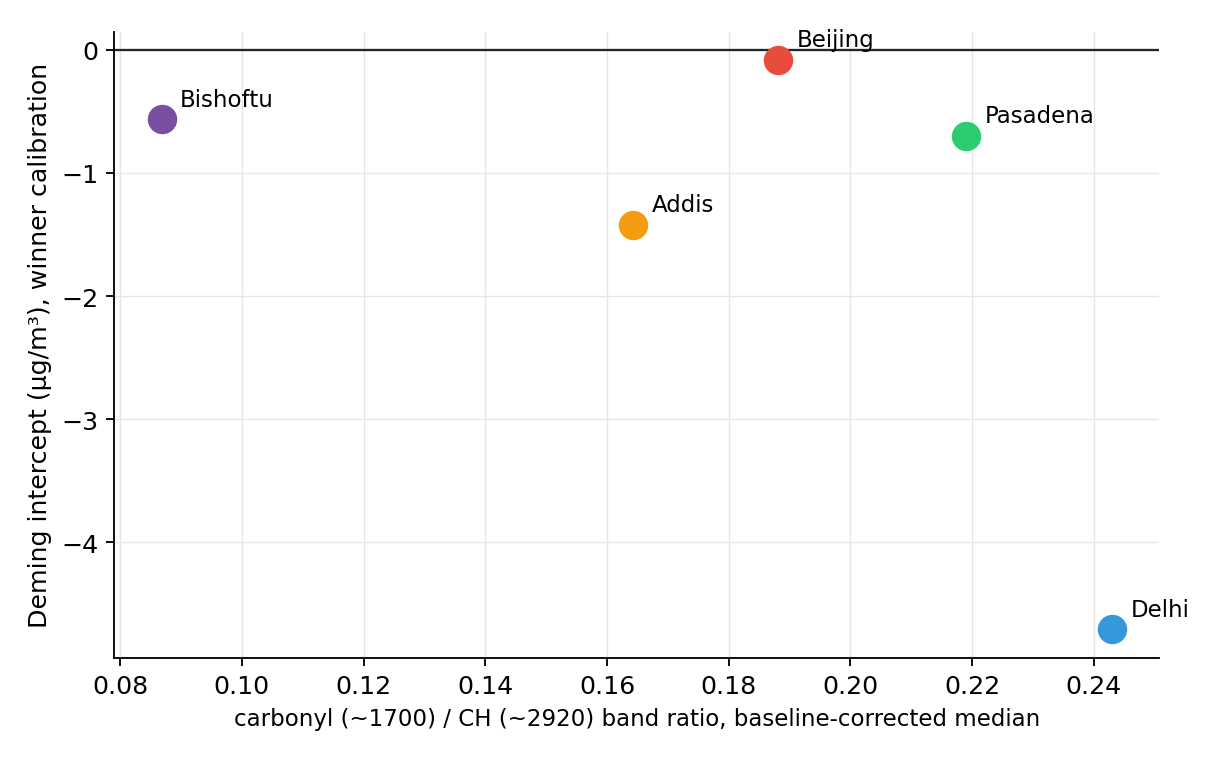 Deming intercept (µg/m³), winner calibration
0
−1
−2
−3
−4
Beijing
Bishoftu
Pasadena
Addis
Delhi
0.08 0.10 0.12 0.14 0.16 0.18 0.20 0.22 0.24
carbonyl (~1700) / CH (~2920) band ratio, baseline-corrected median